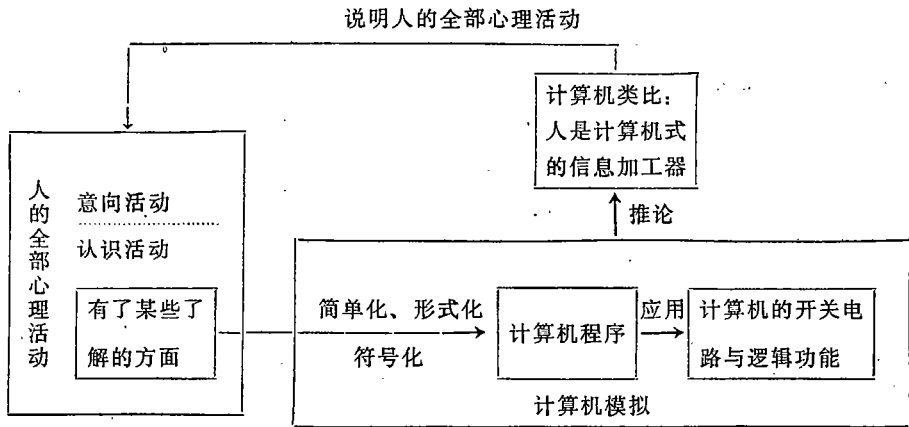 说明人的全部心理活动
计算机类比：
人是计算机式
的信息加工器
推论
人的全部心理活动
意向活动
认识活动
有了某些了
解的方面
简单化、形式化
符号化
计算机程序
应用
计算机的开关电
路与逻辑功能
计算机模拟